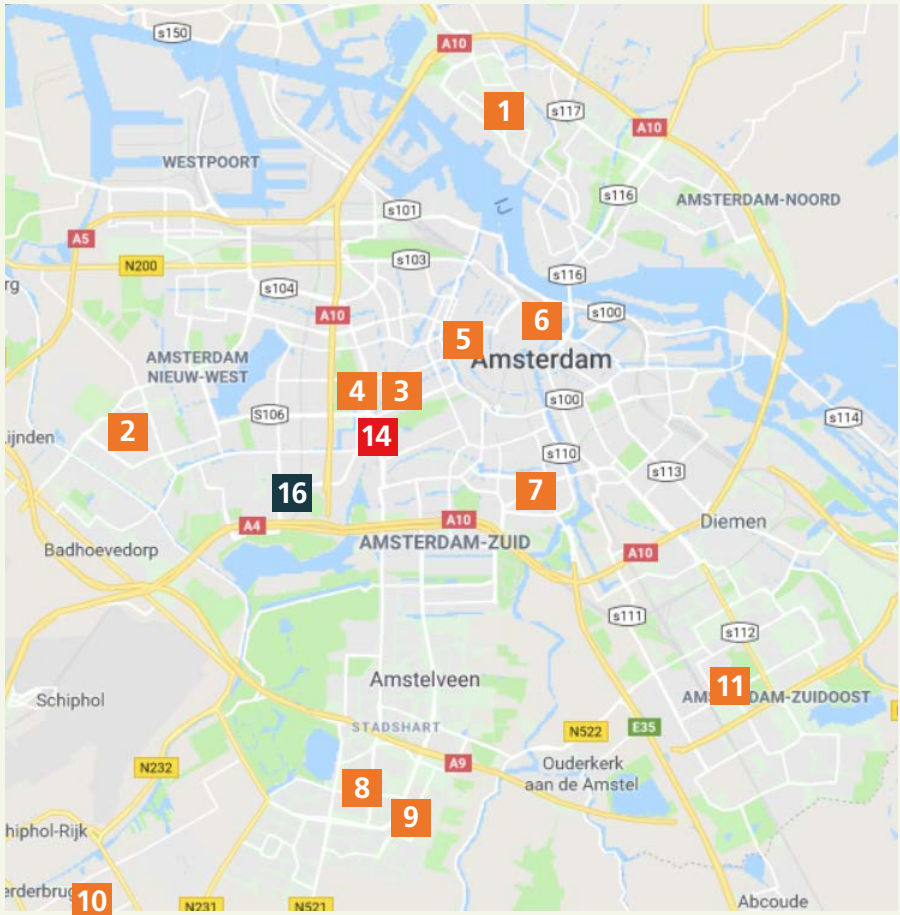 s150
A10
1
s117
A10
WESTPOORT
s116
AMSTERDAM-NOORD
s101
IJ
A5
N200
s103
s104
s116
rg
A10
6
s100
5
Amsterdam
AMSTERDAM
NIEUW-WEST
4
3
s100
S106
2
14
s114
ijnden
s110
s113
16
7
A4
A10
Diemen
AMSTERDAM-ZUID
Badhoevedorp
A10
s111
s112
Amstelveen
11
AMS
DAM-ZUIDOOST
Schiphol
STADSHART
N522
E35
N232
A9
Ouderkerk
aan de Amstel
8
9
hiphol-Rijk
erderbrug
10
N231
N521
Abcoude